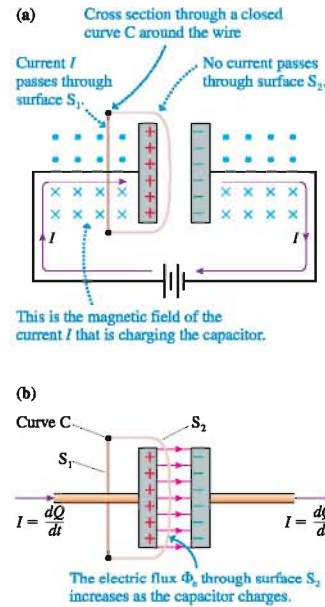 (a)
Cross section through a closed
curve C around the wire
Current I
passes through
surface S₁.
No current passes
through surface S₂.
+ + + + + +
− − − − − −
I
I
This is the magnetic field of the
current I that is charging the capacitor.
(b)
Curve C
S₂
S₁
+ + + + + +
− − − − − −
I = dQ/dt
I = d
dt
The electric flux Φₑ through surface S₂
increases as the capacitor charges.